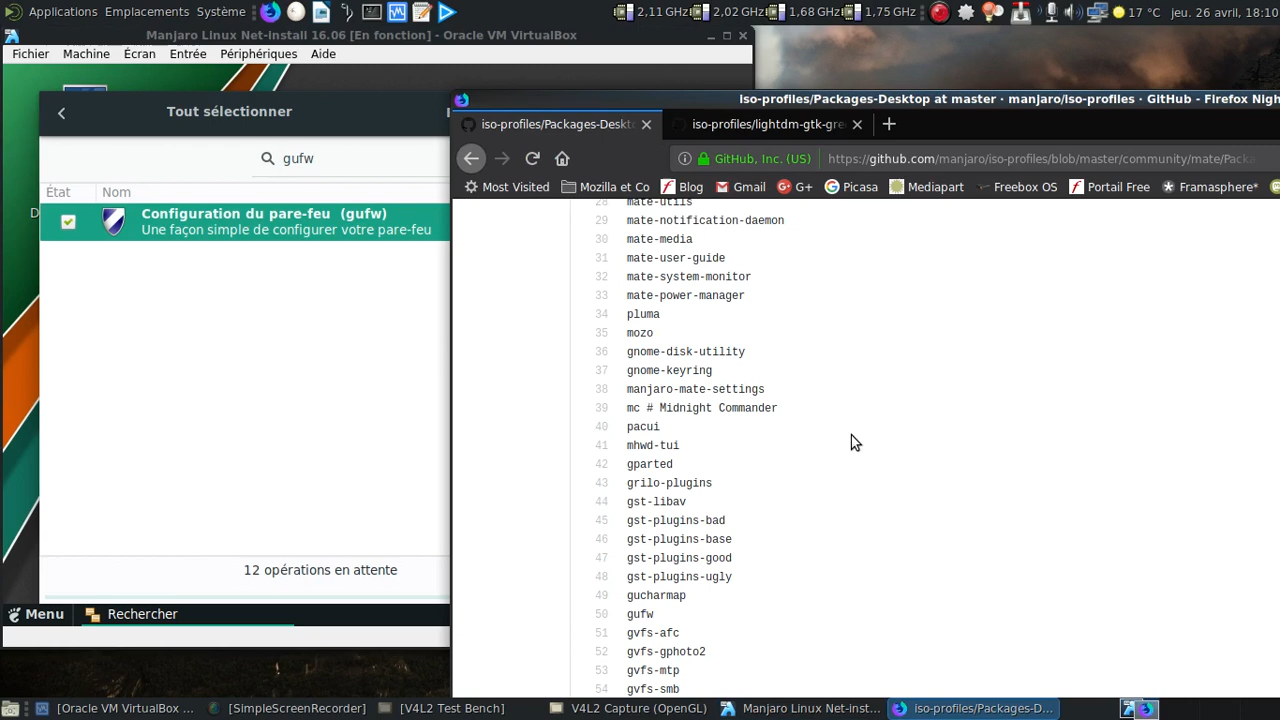 Applications Emplacements Système 2,11 GHz 2,02 GHz 1,68 GHz 1,75 GHz 17 °C jeu. 26 avril, 18:10
Manjaro Linux Net-install 16.06 [En fonction] - Oracle VM VirtualBox
Fichier Machine Écran Entrée Périphériques Aide
Tout sélectionner
gufw
État Nom
Configuration du pare-feu (gufw)
Une façon simple de configurer votre pare-feu
12 opérations en attente
Menu Rechercher
iso-profiles/Packages-Desktop at master · manjaro/iso-profiles · GitHub - Firefox Nigh
iso-profiles/Packages-Deskto iso-profiles/lightdm-gtk-gre
GitHub, Inc. (US) https://github.com/manjaro/iso-profiles/blob/master/community/mate/Packa
Most Visited Mozilla et Co Blog Gmail G+ Picasa Mediapart Freebox OS Portail Free Framasphere*
28 mate-utils
29 mate-notification-daemon
30 mate-media
31 mate-user-guide
32 mate-system-monitor
33 mate-power-manager
34 pluma
35 mozo
36 gnome-disk-utility
37 gnome-keyring
38 manjaro-mate-settings
39 mc # Midnight Commander
40 pacui
41 mhwd-tui
42 gparted
43 grilo-plugins
44 gst-libav
45 gst-plugins-bad
46 gst-plugins-base
47 gst-plugins-good
48 gst-plugins-ugly
49 gucharmap
50 gufw
51 gvfs-afc
52 gvfs-gphoto2
53 gvfs-mtp
54 gvfs-smb
[Oracle VM VirtualBox ... [SimpleScreenRecorder] [V4L2 Test Bench] V4L2 Capture (OpenGL) Manjaro Linux Net-inst... iso-profiles/Packages-D...